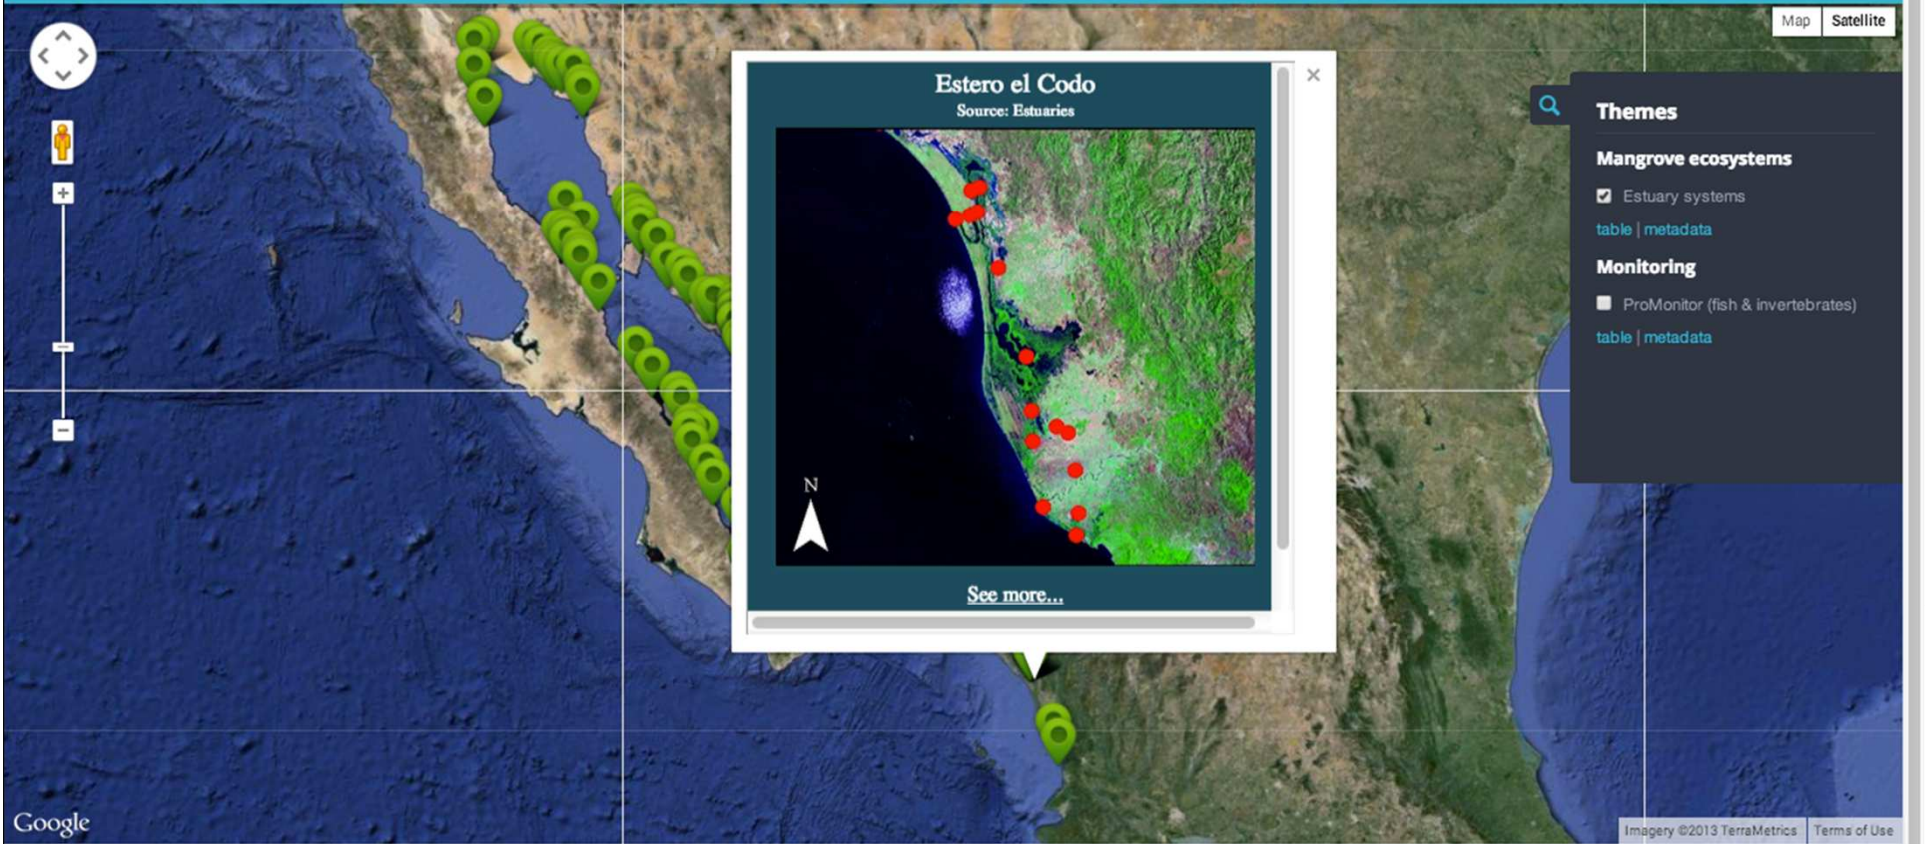 Map
Satellite
Estero el Codo
Source: Estuaries
N
See more...
Themes
Mangrove ecosystems
Estuary systems
table | metadata
Monitoring
ProMonitor (fish & invertebrates)
table | metadata
Google
Imagery ©2013 TerraMetrics
Terms of Use